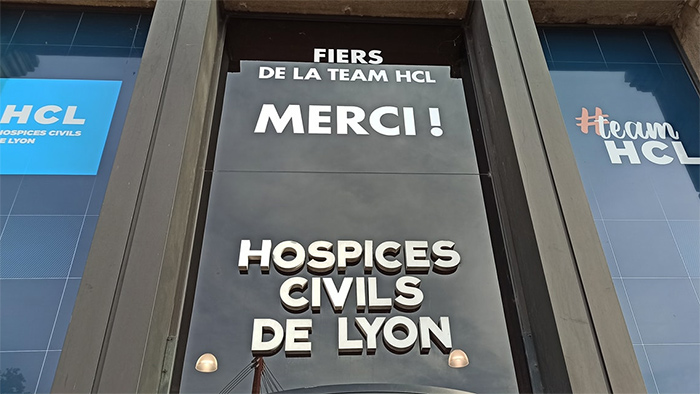 FIERS
DE LA TEAM HCL
MERCI !
HOSPICES
CIVILS
DE LYON
HCL
HOSPICES CIVILS
DE LYON
#team
HCL